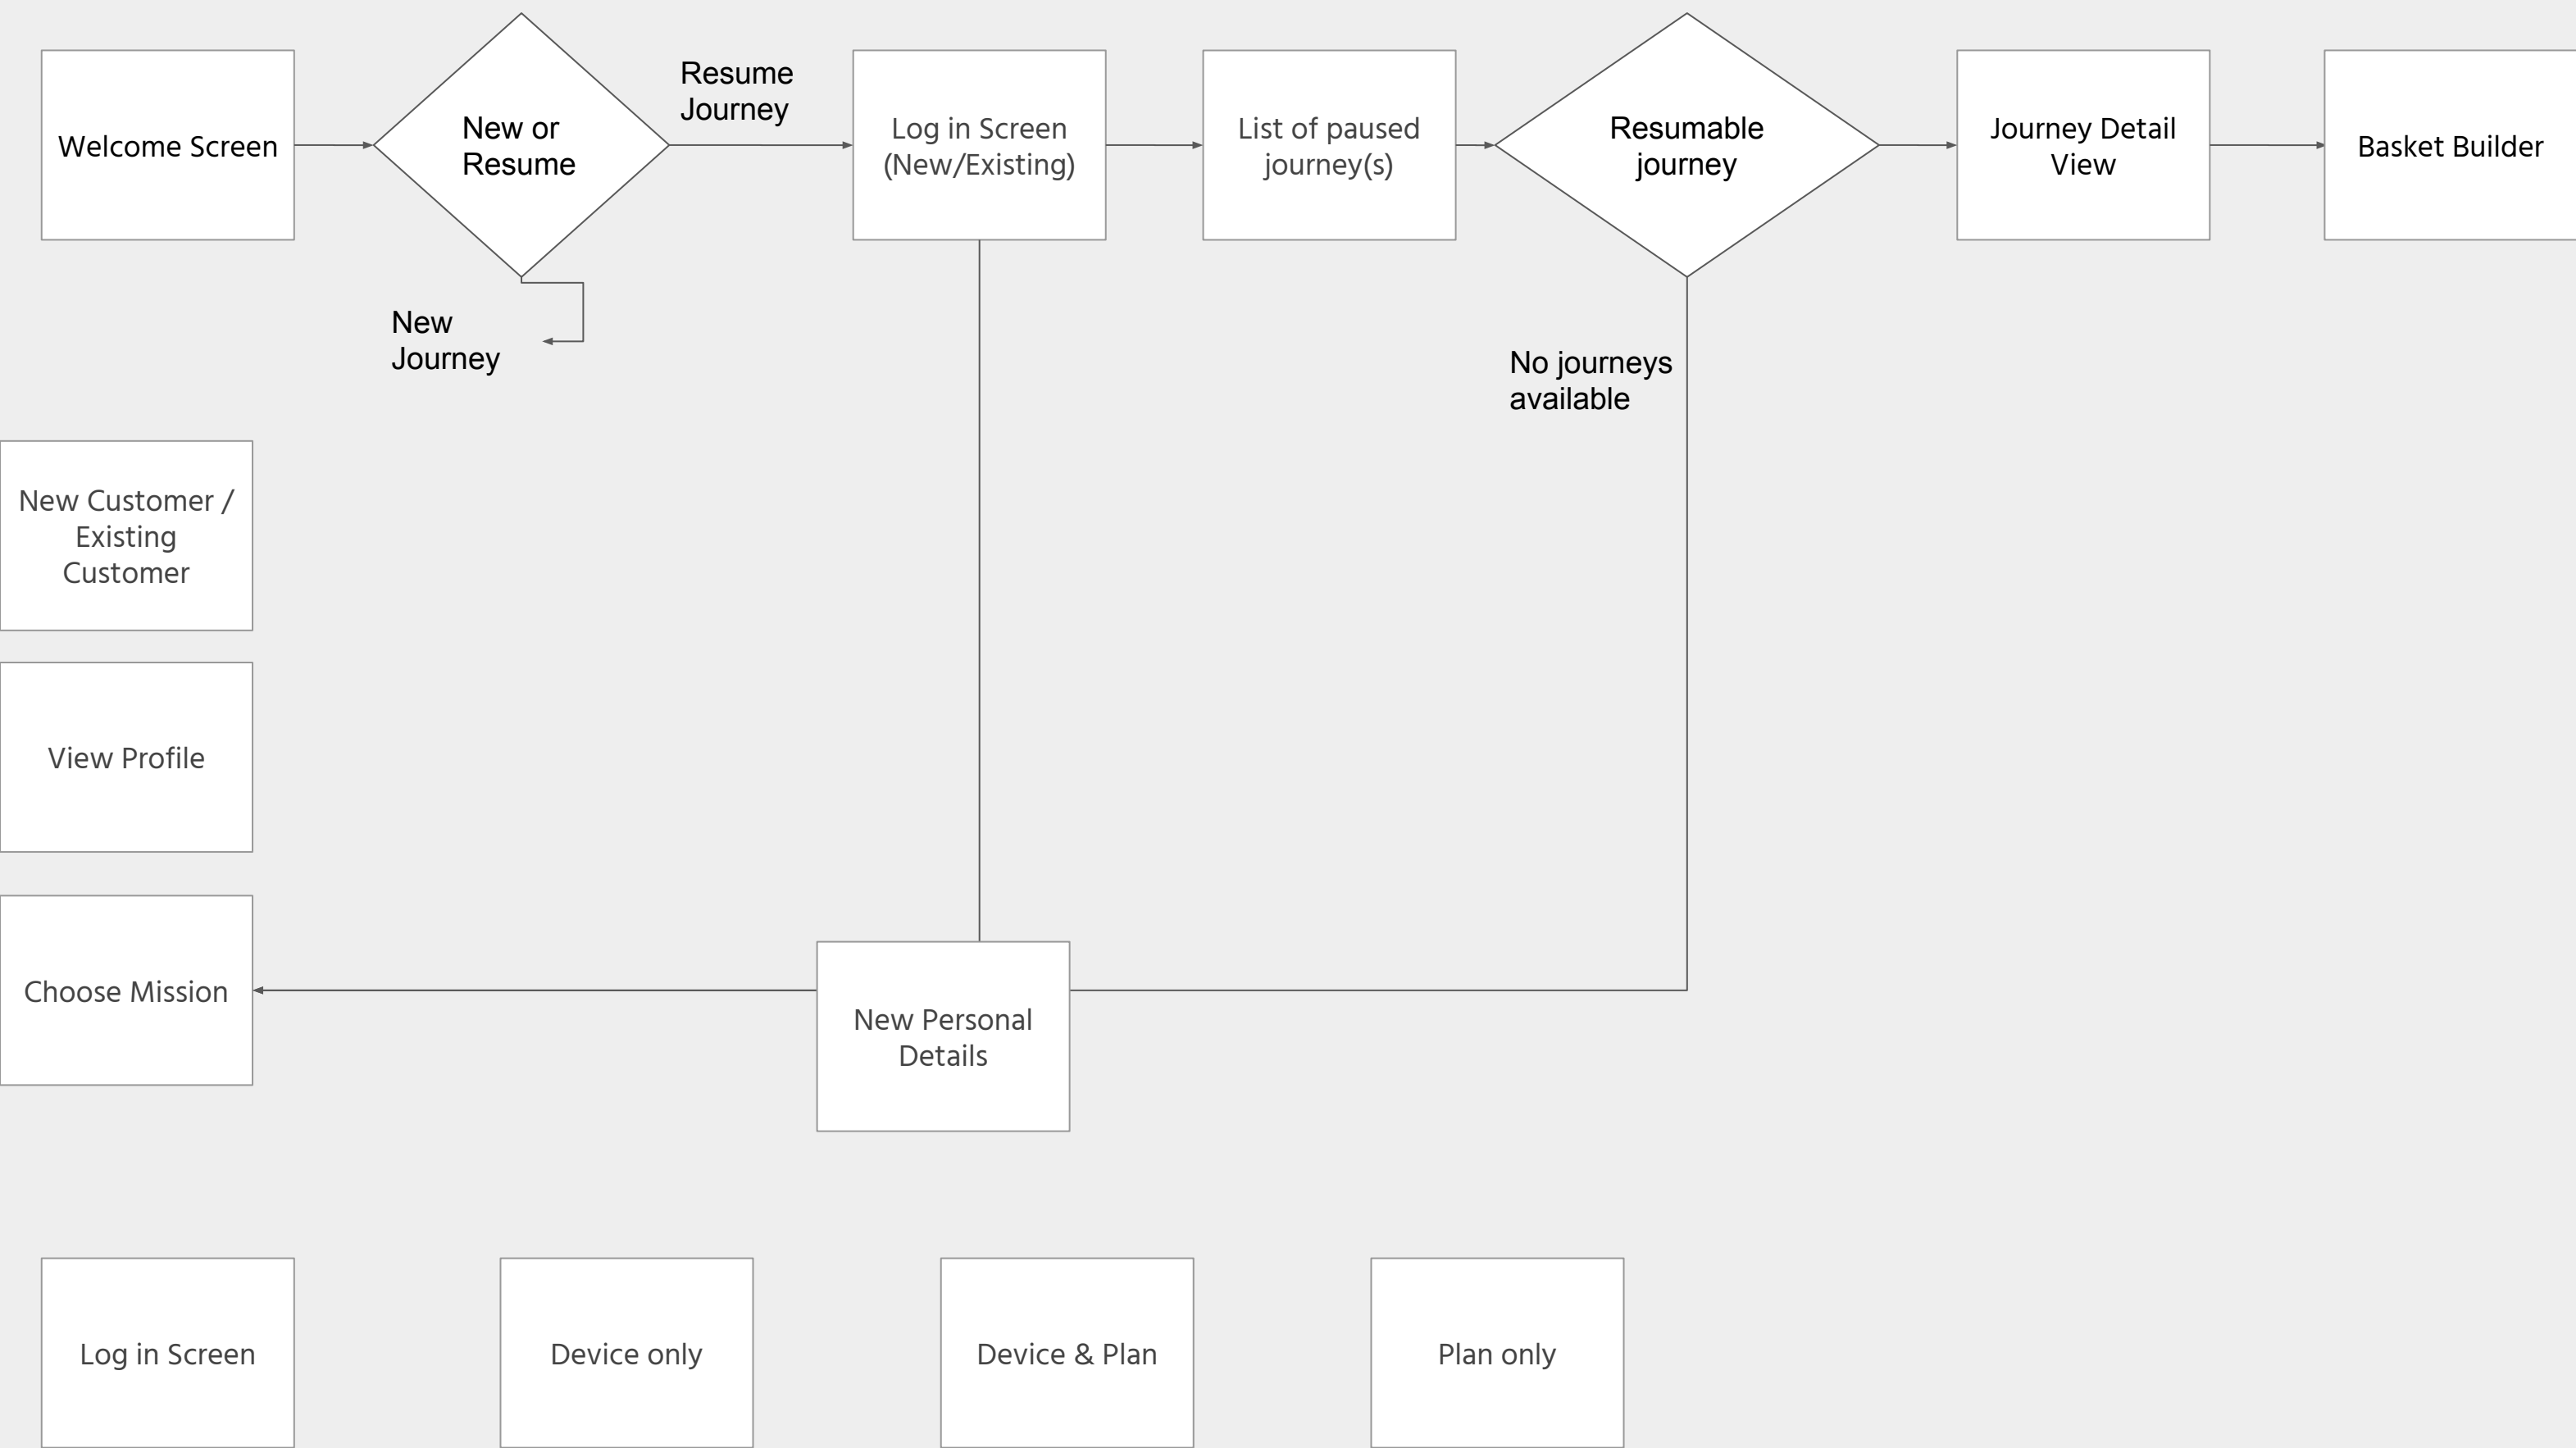 Welcome Screen
New or
Resume
Resume
Journey
Log in Screen
(New/Existing)
List of paused
journey(s)
Resumable
journey
Journey Detail
View
Basket Builder
New
Journey
No journeys
available
New Customer /
Existing
Customer
View Profile
Choose Mission
New Personal
Details
Log in Screen
Device only
Device & Plan
Plan only